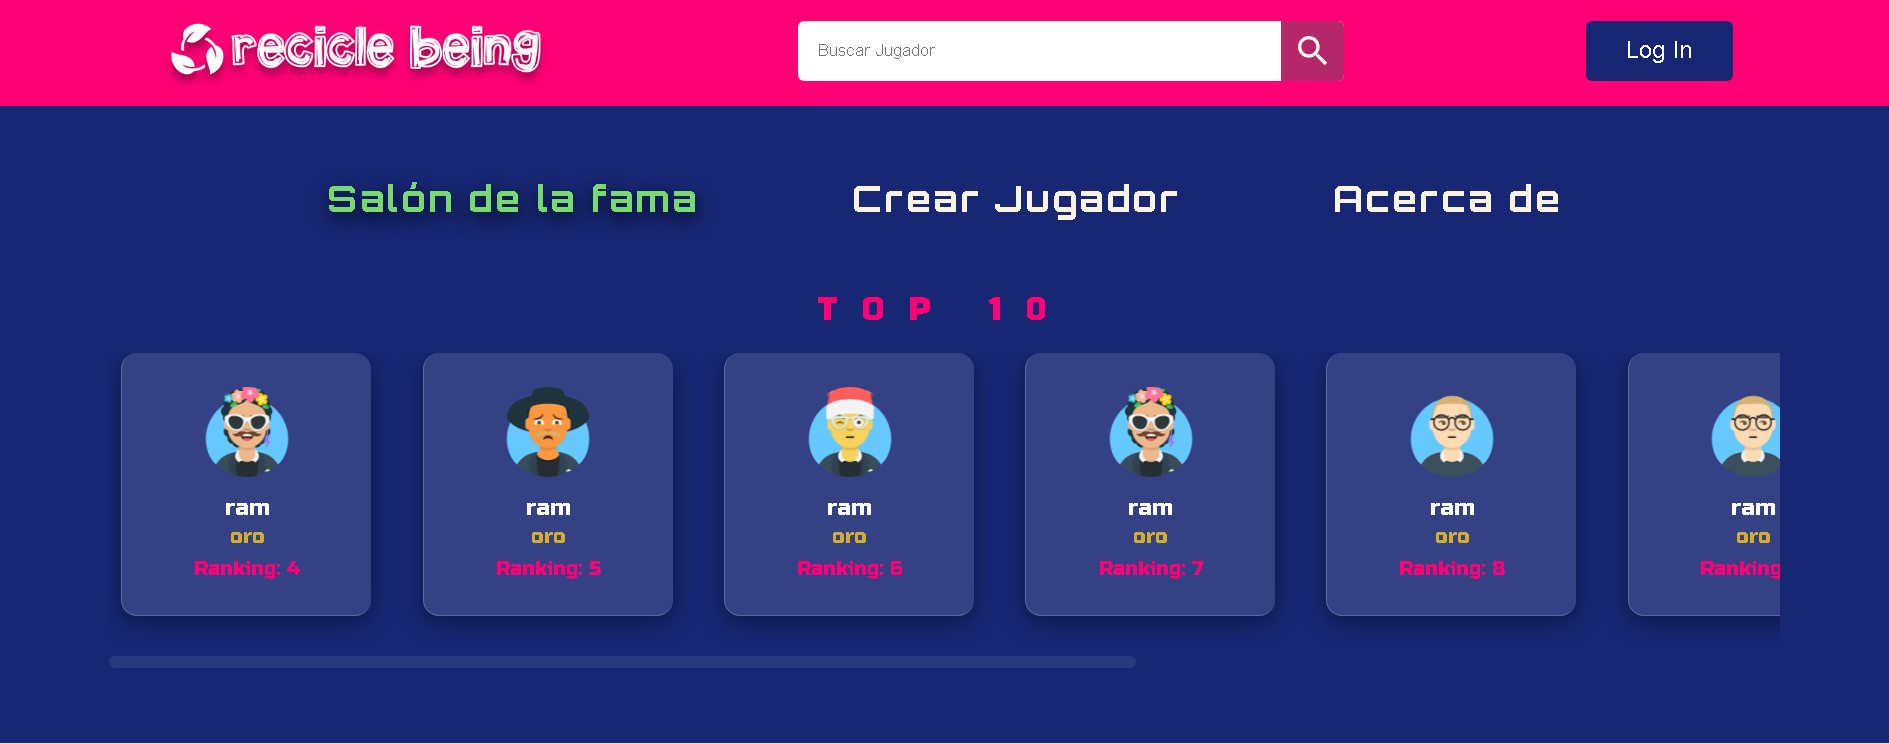 recicle being
Buscar Jugador
Log In
Salón de la fama
Crear Jugador
Acerca de
TOP 10
ram
oro
Ranking: 4
ram
oro
Ranking: 5
ram
oro
Ranking: 6
ram
oro
Ranking: 7
ram
oro
Ranking: 8
ram
oro
Ranking